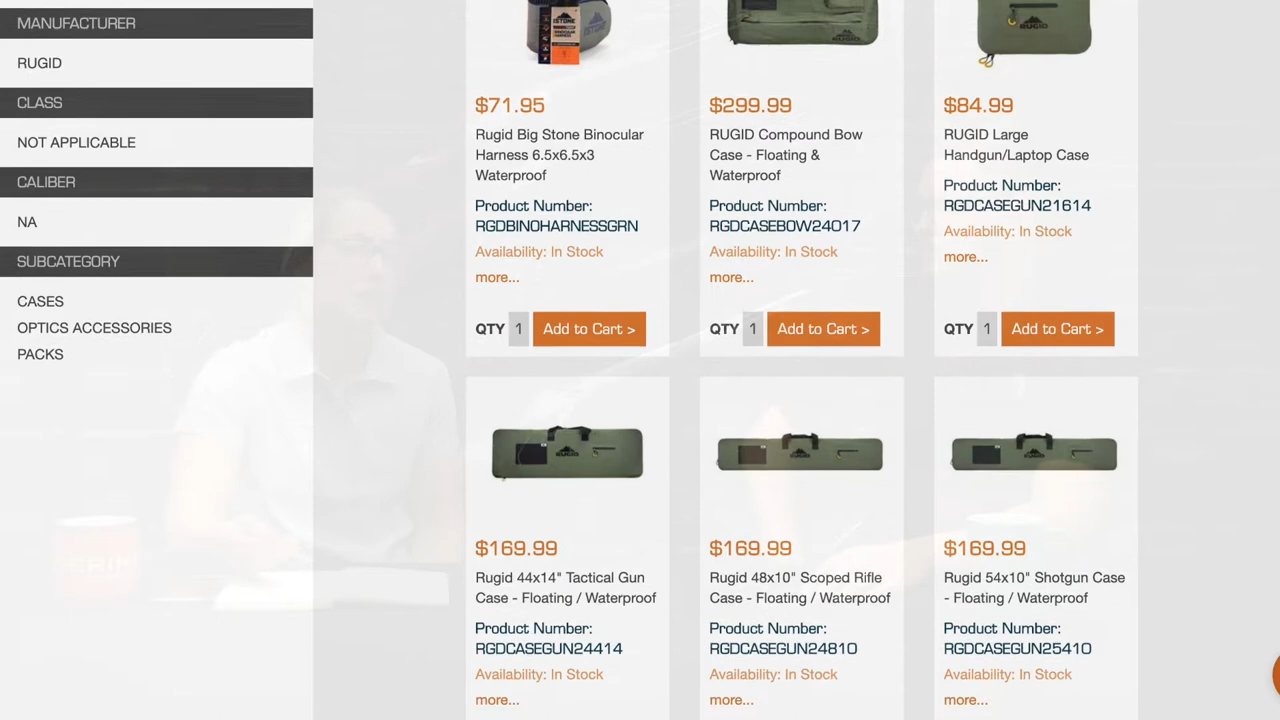 MANUFACTURER
RUGID
CLASS
NOT APPLICABLE
CALIBER
NA
SUBCATEGORY
CASES
OPTICS ACCESSORIES
PACKS
RUGID
$71.95
Rugid Big Stone Binocular
Harness 6.5x6.5x3
Waterproof
Product Number:
RGDBINOHARNESSGRN
Availability: In Stock
more...
QTY 1 Add to Cart >
$299.99
RUGID Compound Bow
Case - Floating &
Waterproof
Product Number:
RGDCASEBOW24017
Availability: In Stock
more...
QTY 1 Add to Cart >
RUGID
$84.99
RUGID Large
Handgun/Laptop Case
Product Number:
RGDCASEGUN21614
Availability: In Stock
more...
QTY 1 Add to Cart >
RUGID
$169.99
Rugid 44x14" Tactical Gun
Case - Floating / Waterproof
Product Number:
RGDCASEGUN24414
Availability: In Stock
more...
RUGID
$169.99
Rugid 48x10" Scoped Rifle
Case - Floating / Waterproof
Product Number:
RGDCASEGUN24810
Availability: In Stock
more...
RUGID
$169.99
Rugid 54x10" Shotgun Case
- Floating / Waterproof
Product Number:
RGDCASEGUN25410
Availability: In Stock
more...